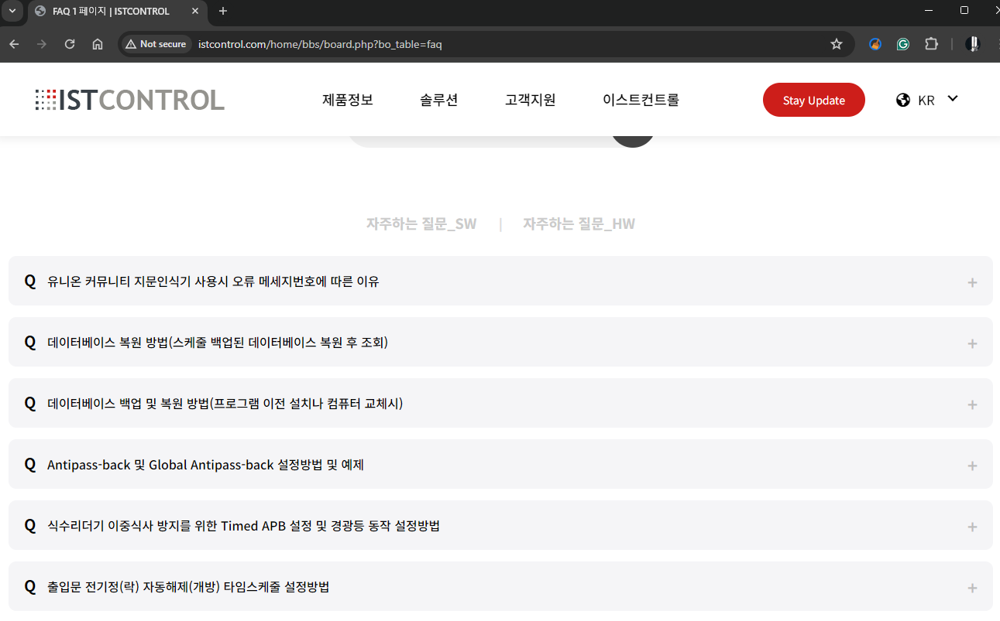 FAQ 1 페이지 | ISTCONTROL
Not secure
istcontrol.com/home/bbs/board.php?bo_table=faq
ISTCONTROL
제품정보
솔루션
고객지원
이스트컨트롤
Stay Update
KR
자주하는 질문_SW | 자주하는 질문_HW
Q 유니온 커뮤니티 지문인식기 사용시 오류 메세지번호에 따른 이유
Q 데이터베이스 복원 방법(스케줄 백업된 데이터베이스 복원 후 조회)
Q 데이터베이스 백업 및 복원 방법(프로그램 이전 설치나 컴퓨터 교체시)
Q Antipass-back 및 Global Antipass-back 설정방법 및 예제
Q 식수리더기 이중식사 방지를 위한 Timed APB 설정 및 경광등 동작 설정방법
Q 출입문 전기정(락) 자동해제(개방) 타임스케줄 설정방법